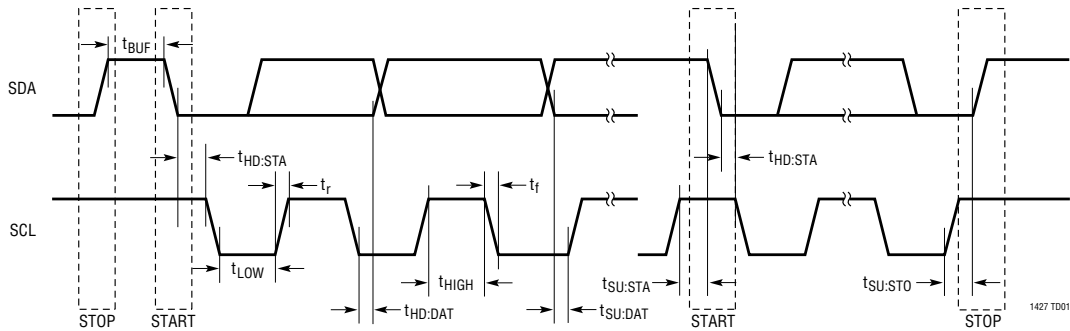 tBUF
SDA
tHD:STA
tHD:STA
tr
tf
SCL
tLOW
tHIGH
tSU:STA
tSU:STO
tHD:DAT
tSU:DAT
1427 TD01
STOP
START
START
STOP